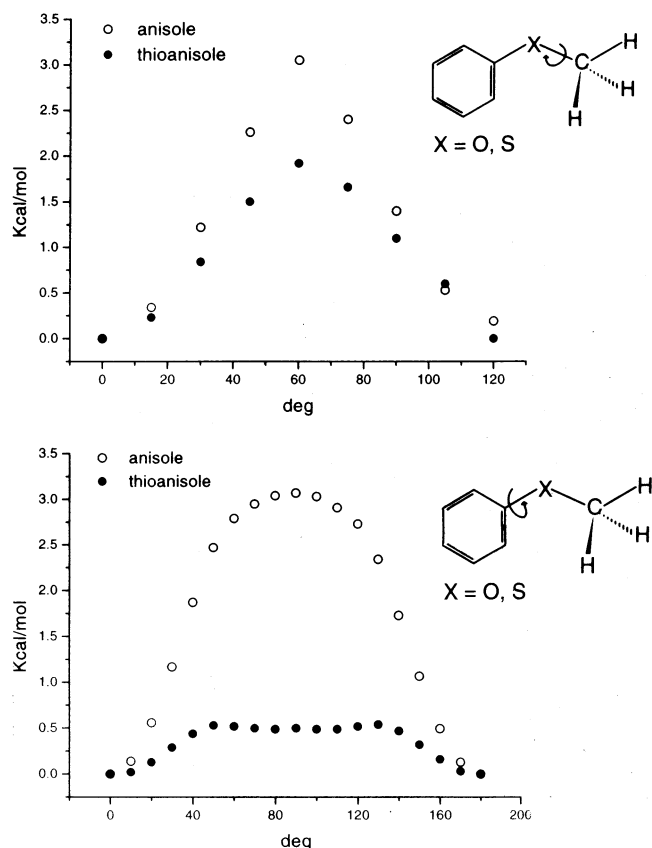 3.5
3.0
2.5
2.0
1.5
1.0
0.5
0.0
Kcal/mol
anisole
thioanisole
X
C
H
H
H
X = O, S
0 20 40 60 80 100 120
deg
3.5
3.0
2.5
2.0
1.5
1.0
0.5
0.0
Kcal/mol
anisole
thioanisole
X
C
H
H
H
X = O, S
0 40 80 120 160 200
deg